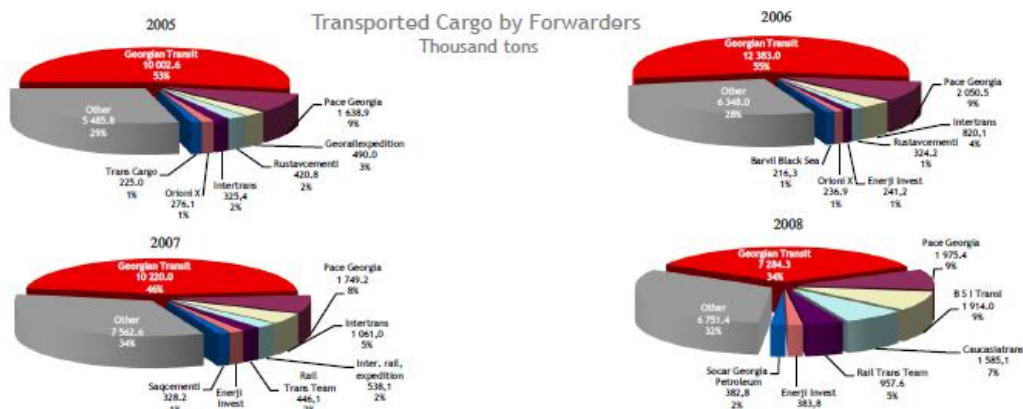 Transported Cargo by Forwarders
Thousand tons
2005
Georgian Transit
10 002.6
53%
Pace Georgia
1 638.9
9%
Georailexpedition
490.0
3%
Rustavcementi
420.8
2%
Intertrans
325,4
2%
Orioni X
276.1
1%
Trans Cargo
225.0
1%
Other
5 485.8
29%
2006
Georgian Transit
12 383.0
55%
Pace Georgia
2 050.5
9%
Intertrans
820,1
4%
Rustavcementi
324.2
1%
Enerji Invest
241,2
1%
Orioni X
236.9
1%
Barvil Black Sea
216,3
1%
Other
6 348.0
28%
2007
Georgian Transit
10 220.0
46%
Pace Georgia
1 749.2
8%
Intertrans
1 061,0
5%
Inter. rail,
expedition
538,1
2%
Rail
Trans Team
446,1
Enerji
Invest
Saqcementi
328.2
Other
7 562.6
34%
2008
Georgian Transit
7 284.3
34%
Pace Georgia
1 975.4
9%
B S I Transi
1 914.0
9%
Caucasiatrans
1 585,1
7%
Rail Trans Team
957.6
5%
Enerji Invest
383,8
Socar Georgia
Petroleum
382,8
2%
Other
6 751.4
32%